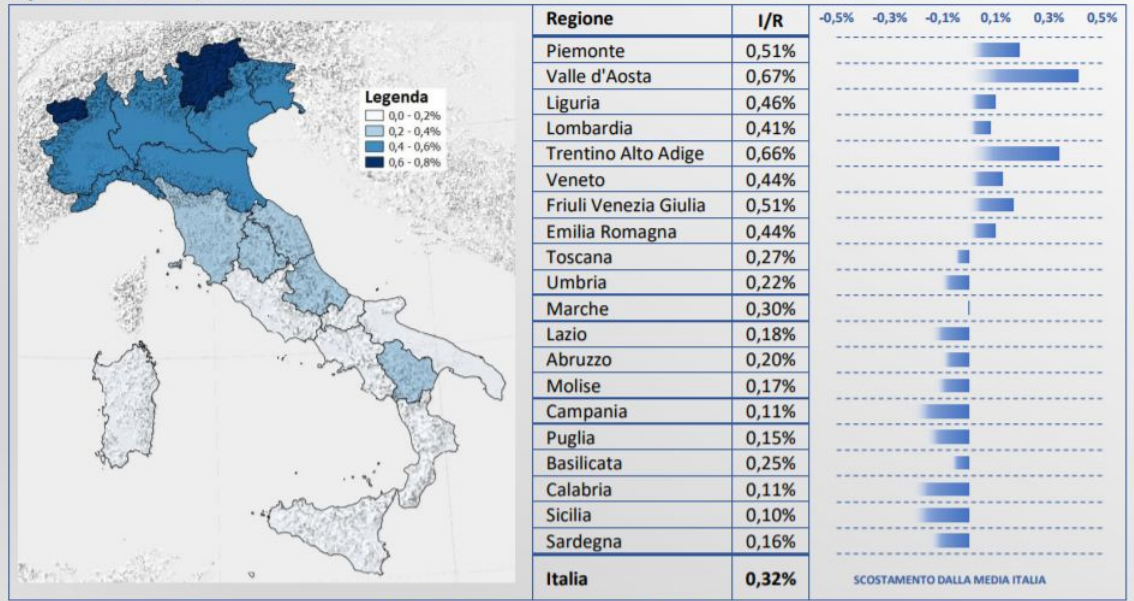 Legenda
0,0 - 0,2%
0,2 - 0,4%
0,4 - 0,6%
0,6 - 0,8%
Regione I/R -0,5% -0,3% -0,1% 0,1% 0,3% 0,5%
Piemonte 0,51%
Valle d'Aosta 0,67%
Liguria 0,46%
Lombardia 0,41%
Trentino Alto Adige 0,66%
Veneto 0,44%
Friuli Venezia Giulia 0,51%
Emilia Romagna 0,44%
Toscana 0,27%
Umbria 0,22%
Marche 0,30%
Lazio 0,18%
Abruzzo 0,20%
Molise 0,17%
Campania 0,11%
Puglia 0,15%
Basilicata 0,25%
Calabria 0,11%
Sicilia 0,10%
Sardegna 0,16%
Italia 0,32% SCOSTAMENTO DALLA MEDIA ITALIA